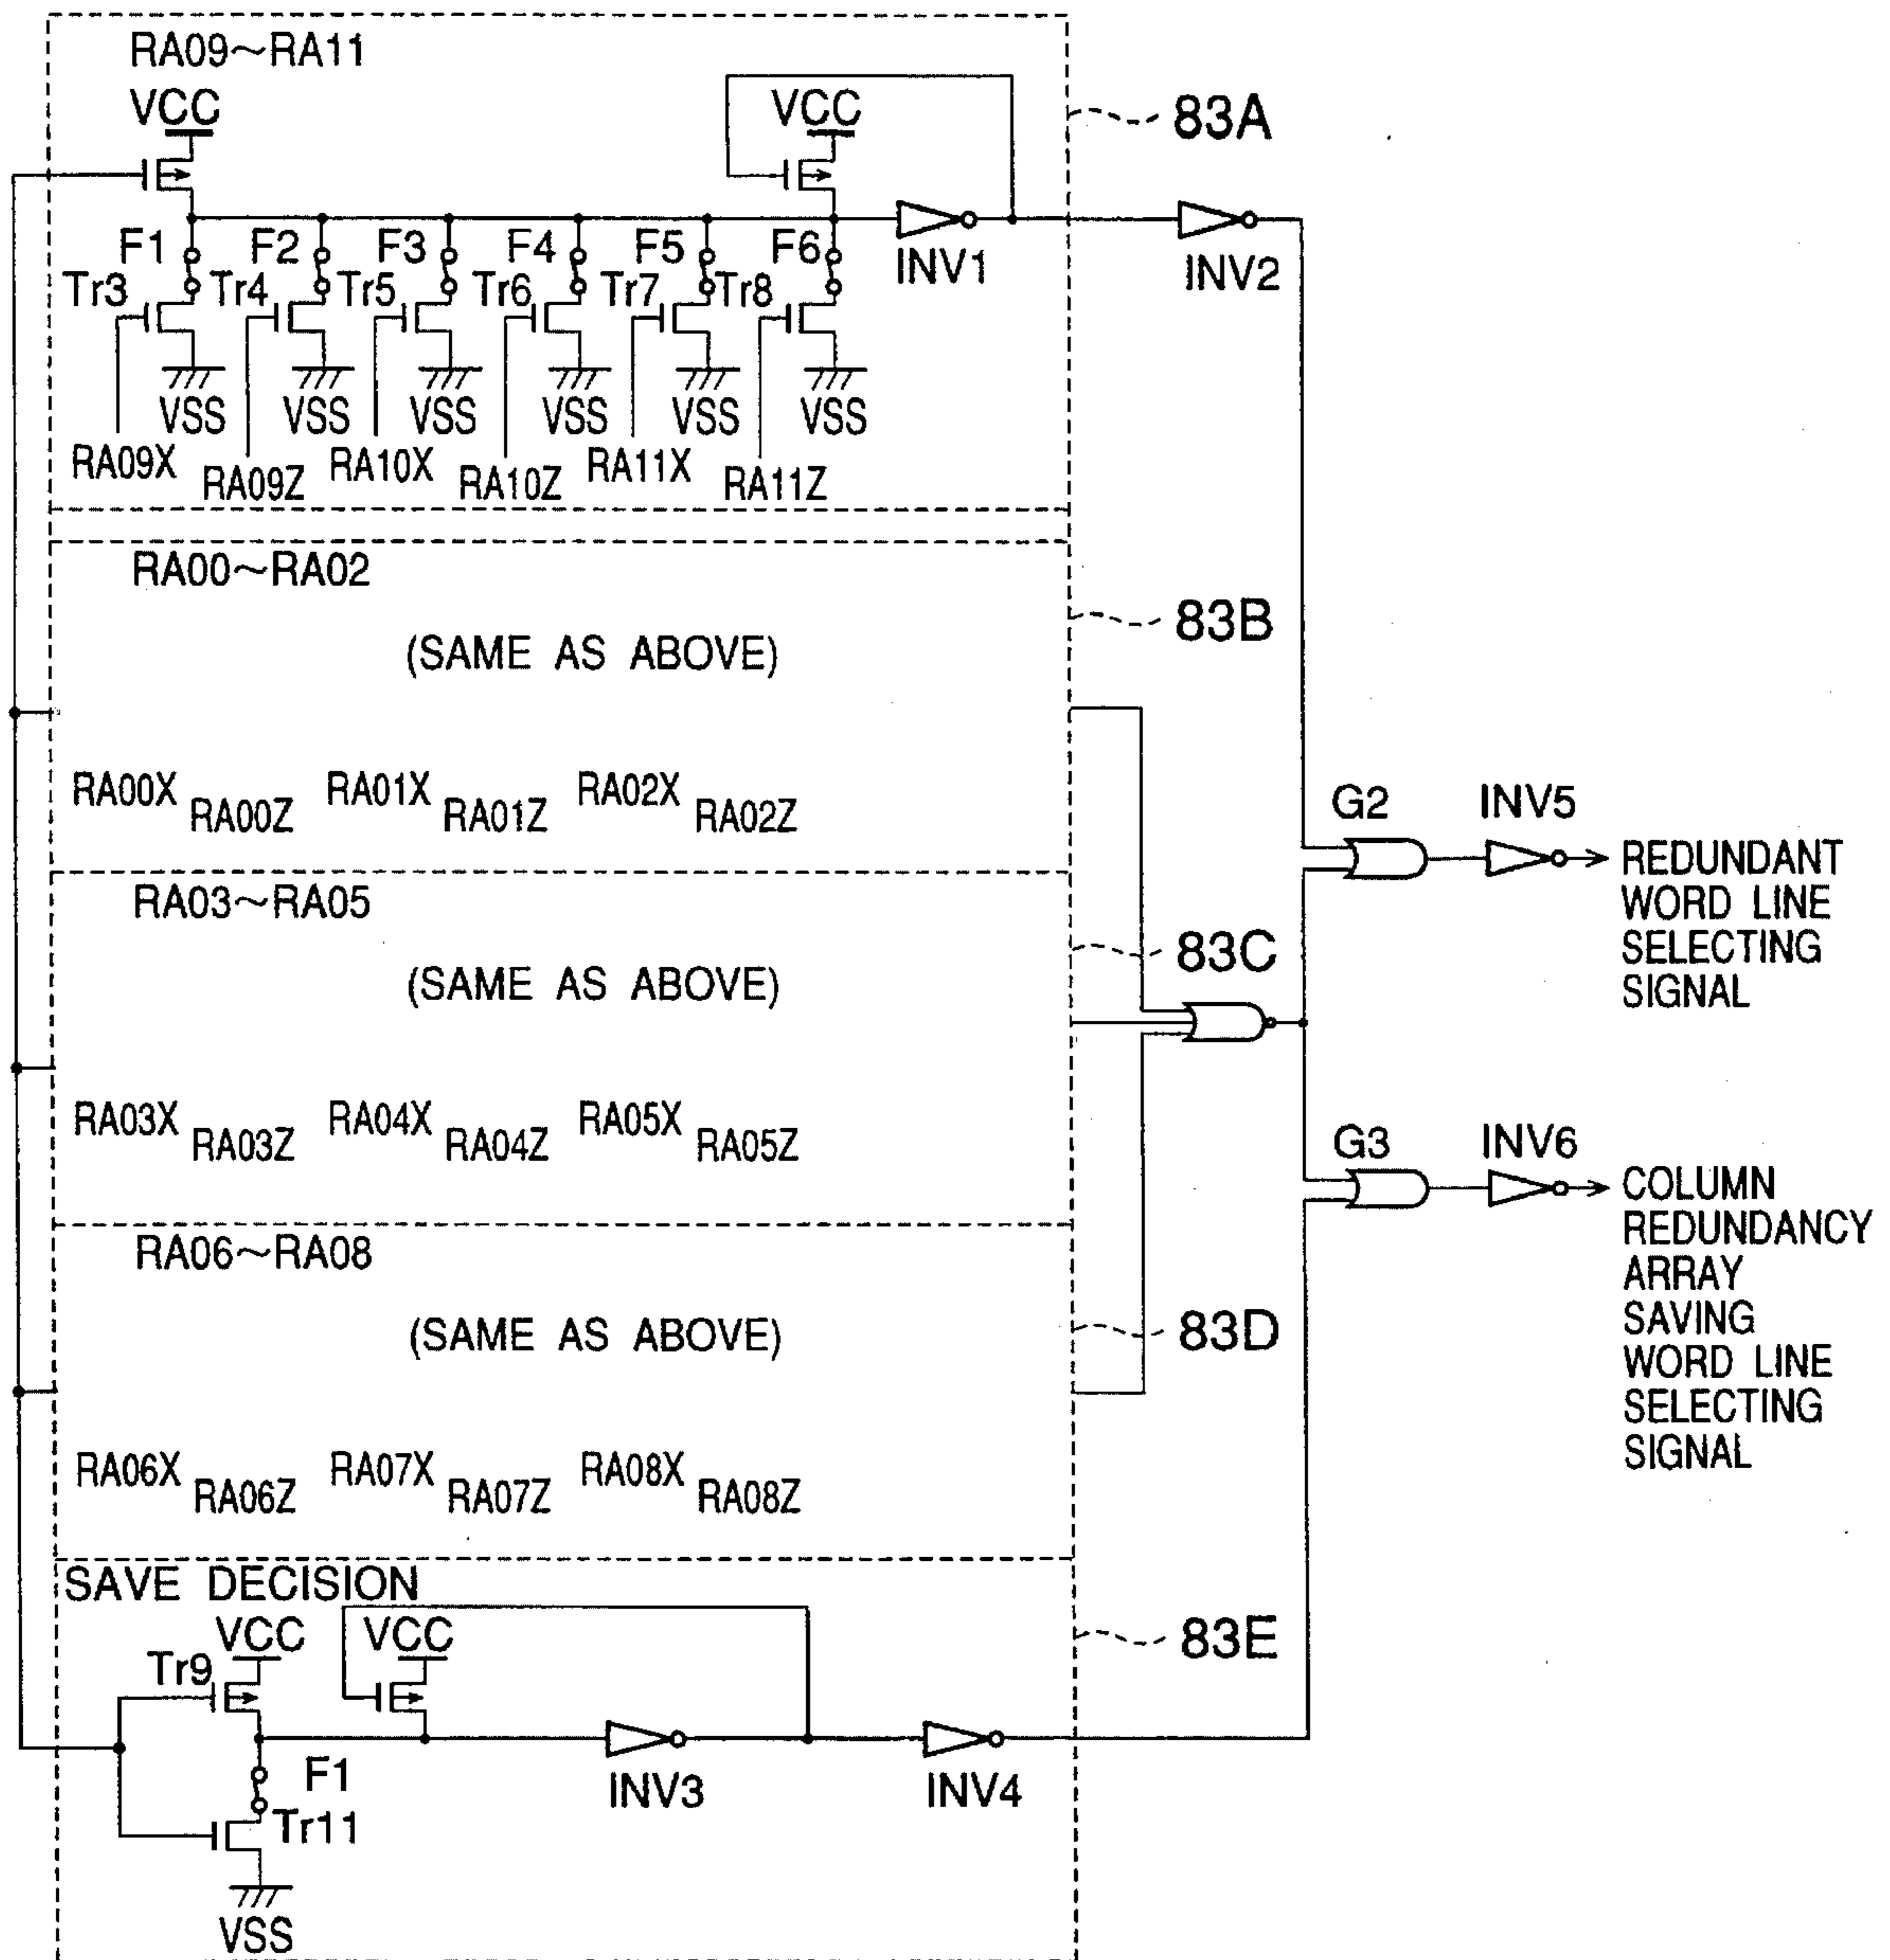 RA09~RA11
VCC
VCC
83A
F1 F2 F3 F4 F5 F6
INV1
INV2
Tr3 Tr4 Tr5 Tr6 Tr7 Tr8
VSS VSS VSS VSS VSS VSS
RA09X RA09Z RA10X RA10Z RA11X RA11Z
RA00~RA02
83B
(SAME AS ABOVE)
RA00X RA00Z RA01X RA01Z RA02X RA02Z
G2 INV5
REDUNDANT
WORD LINE
SELECTING
SIGNAL
RA03~RA05
83C
(SAME AS ABOVE)
RA03X RA03Z RA04X RA04Z RA05X RA05Z
G3 INV6
COLUMN
REDUNDANCY
ARRAY
SAVING
WORD LINE
SELECTING
SIGNAL
RA06~RA08
83D
(SAME AS ABOVE)
RA06X RA06Z RA07X RA07Z RA08X RA08Z
SAVE DECISION
VCC VCC
83E
Tr9
F1
INV3 INV4
Tr11
VSS